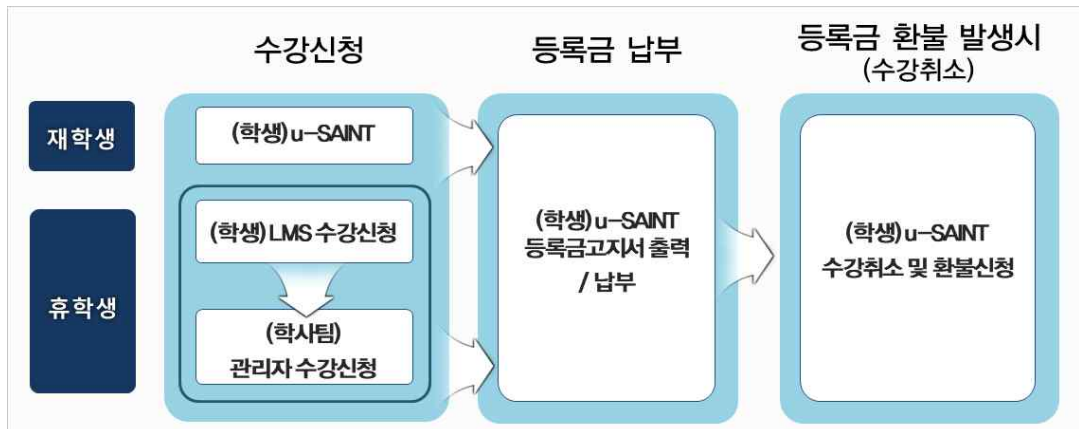 수강신청
등록금 납부
등록금 환불 발생시
(수강취소)
재학생
(학생)u-SAINT
휴학생
(학생)LMS 수강신청
(학사팀)
관리자 수강신청
(학생)u-SAINT
등록금고지서 출력
/ 납부
(학생)u-SAINT
수강취소 및 환불신청